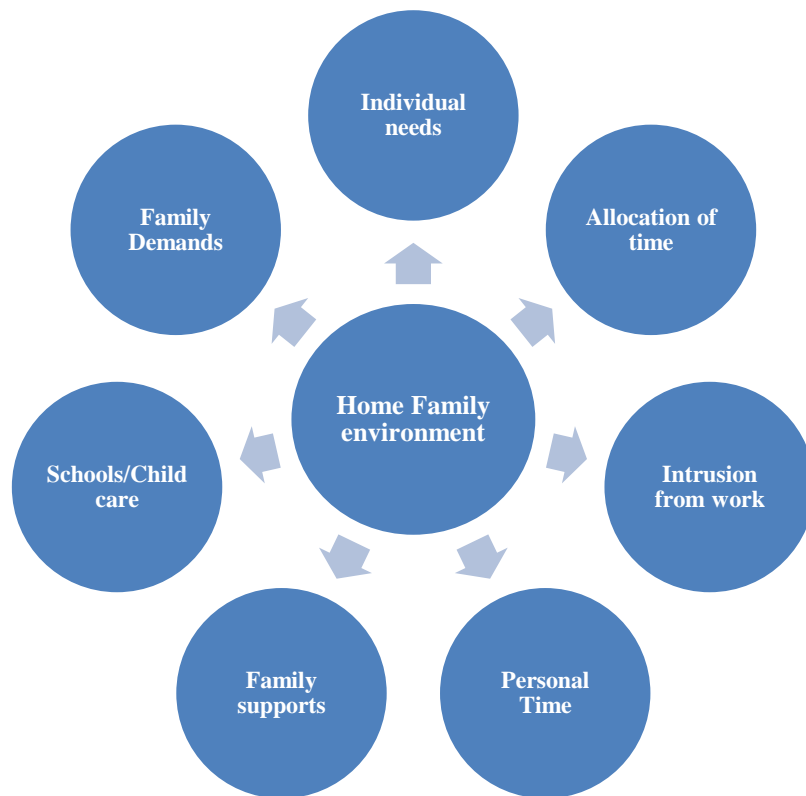 Individual
needs
Allocation of
time
Intrusion
from work
Personal
Time
Family
supports
Schools/Child
care
Family
Demands
Home Family
environment